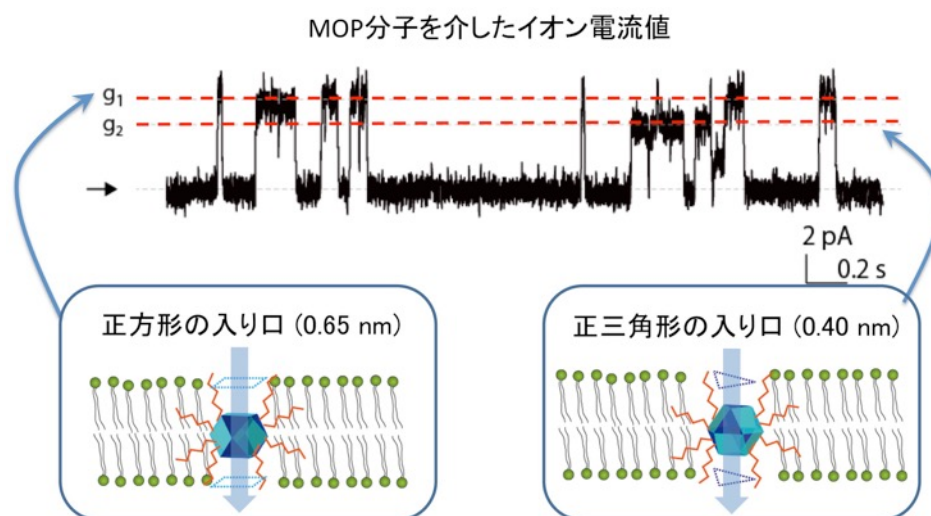 MOP分子を介したイオン電流値
g1
g2
2 pA
0.2 s
正方形の入り口 (0.65 nm)
正三角形の入り口 (0.40 nm)